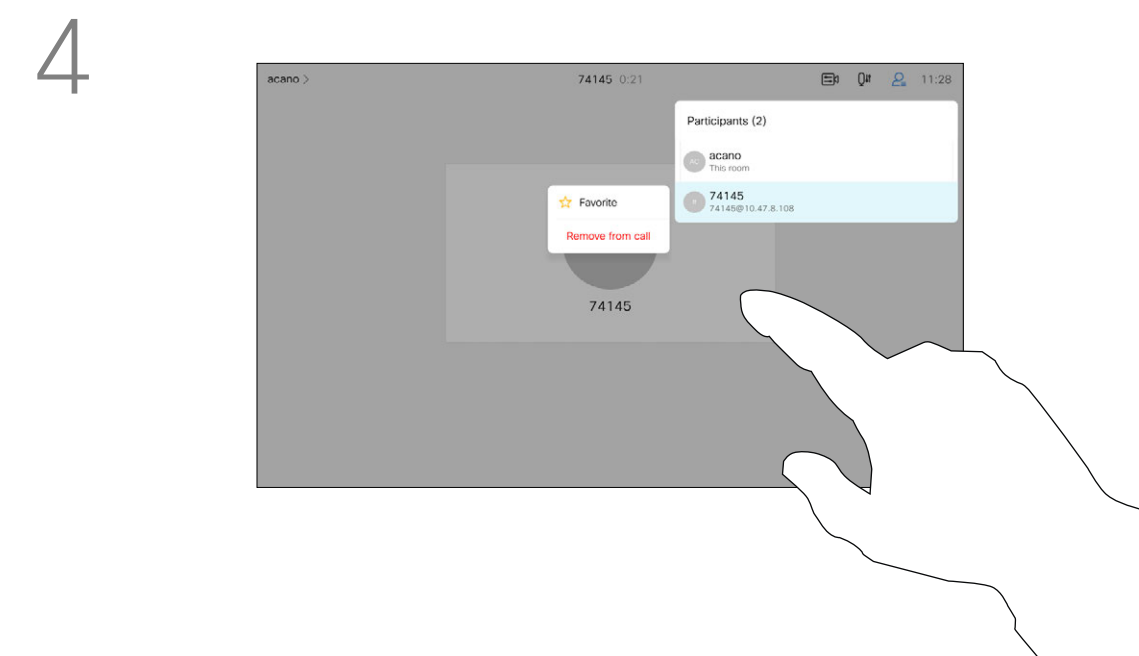 4
acano >
74145 0:21
11:28
Participants (2)
AC
acano
This room
74145
74145@10.47.8.108
Favorite
Remove from call
74145